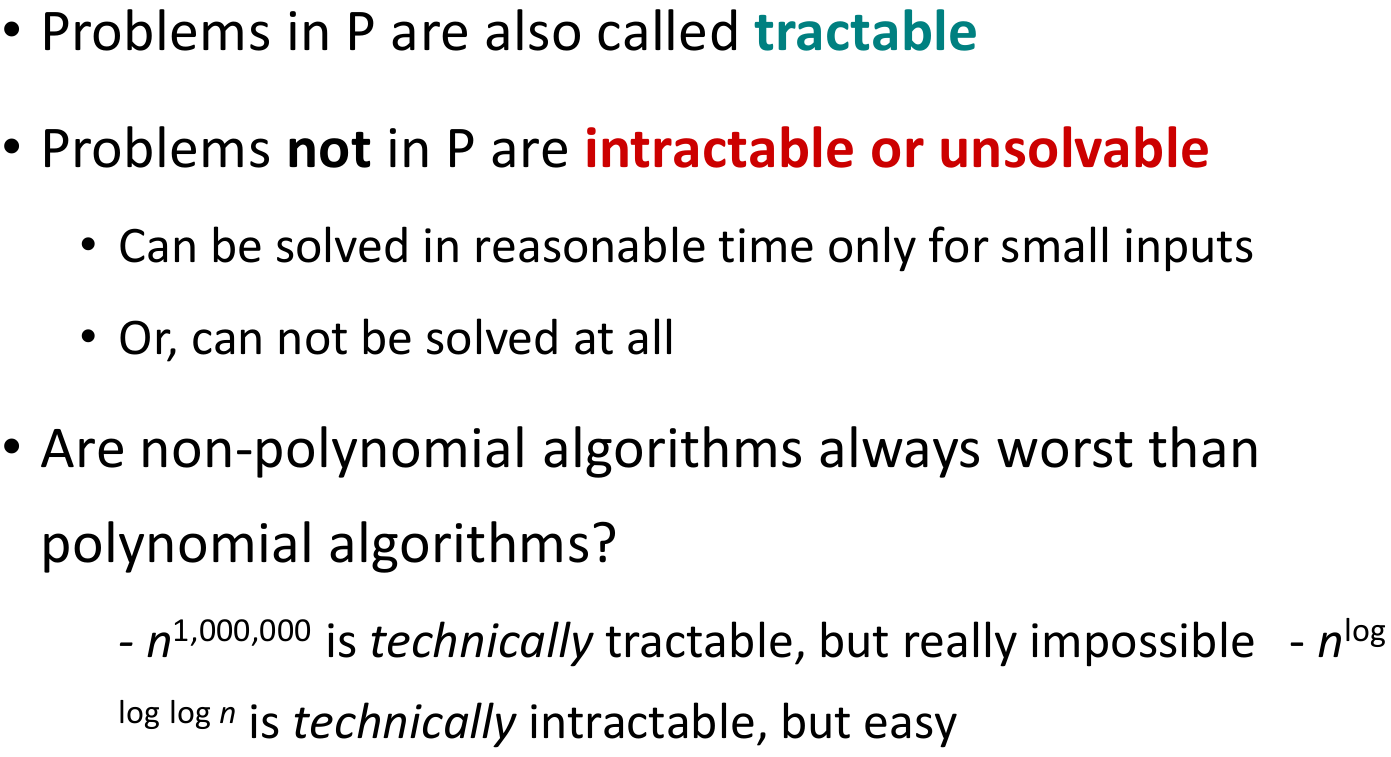 • Problems in P are also called tractable
• Problems not in P are intractable or unsolvable
• Can be solved in reasonable time only for small inputs
• Or, can not be solved at all
• Are non-polynomial algorithms always worst than
polynomial algorithms?
- n^1,000,000 is technically tractable, but really impossible - n^log
log log n is technically intractable, but easy